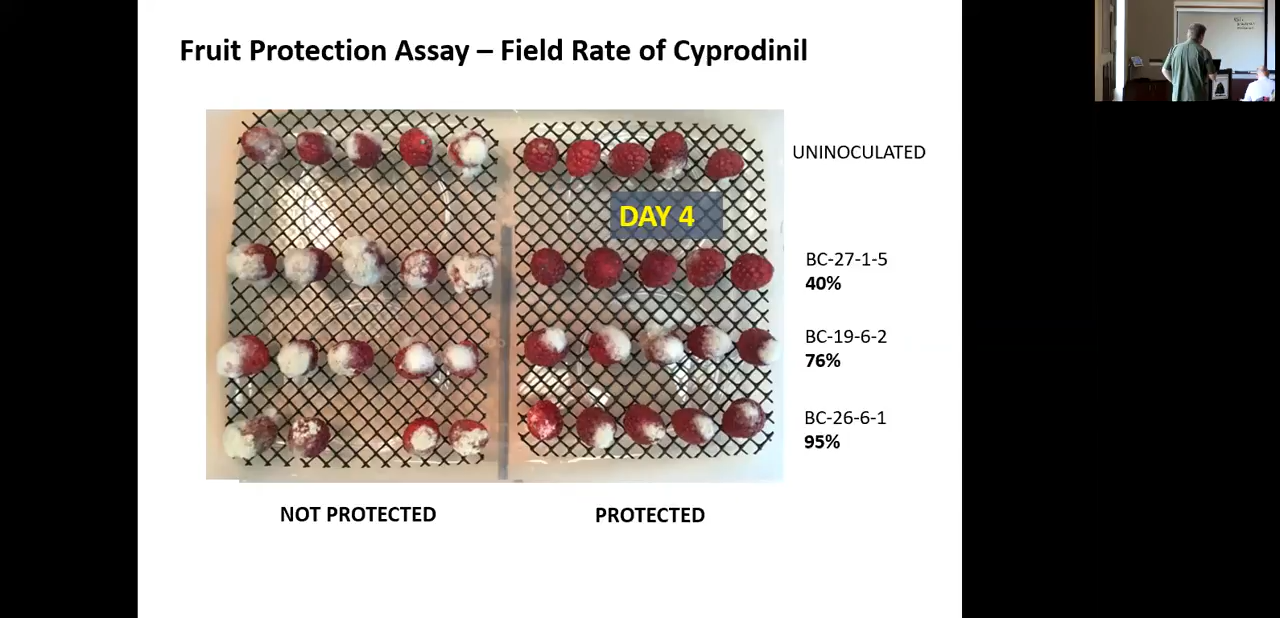 Fruit Protection Assay – Field Rate of Cyprodinil
UNINOCULATED
DAY 4
BC-27-1-5
40%
BC-19-6-2
76%
BC-26-6-1
95%
NOT PROTECTED
PROTECTED